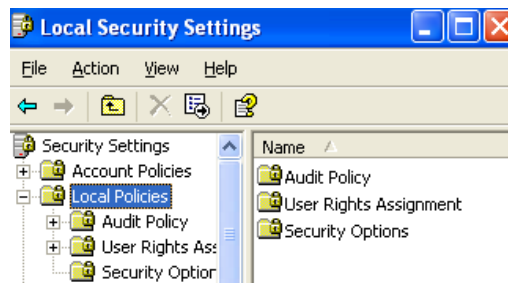 Local Security Settings
File Action View Help
Security Settings
Account Policies
Local Policies
Audit Policy
User Rights Ass
Security Option
Name
Audit Policy
User Rights Assignment
Security Options